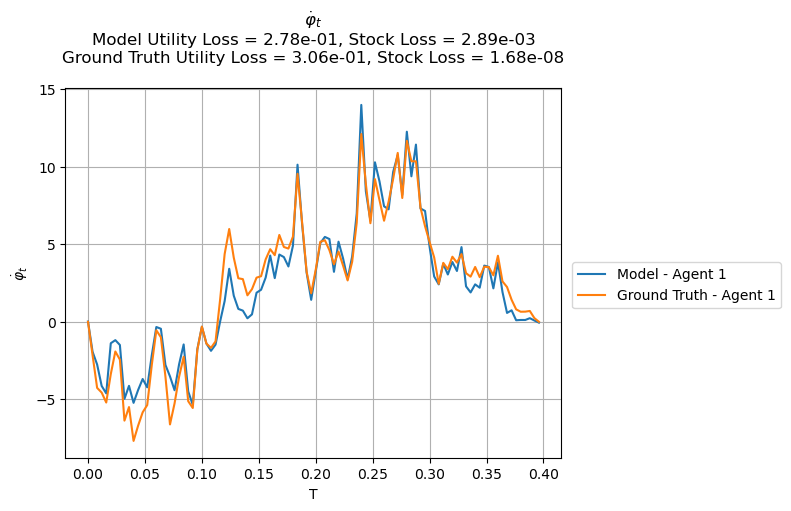 φ̇ₜ
Model Utility Loss = 2.78e-01, Stock Loss = 2.89e-03
Ground Truth Utility Loss = 3.06e-01, Stock Loss = 1.68e-08
15
10
5
0
−5
φ̇ₜ
0.00 0.05 0.10 0.15 0.20 0.25 0.30 0.35 0.40
T
Model - Agent 1
Ground Truth - Agent 1